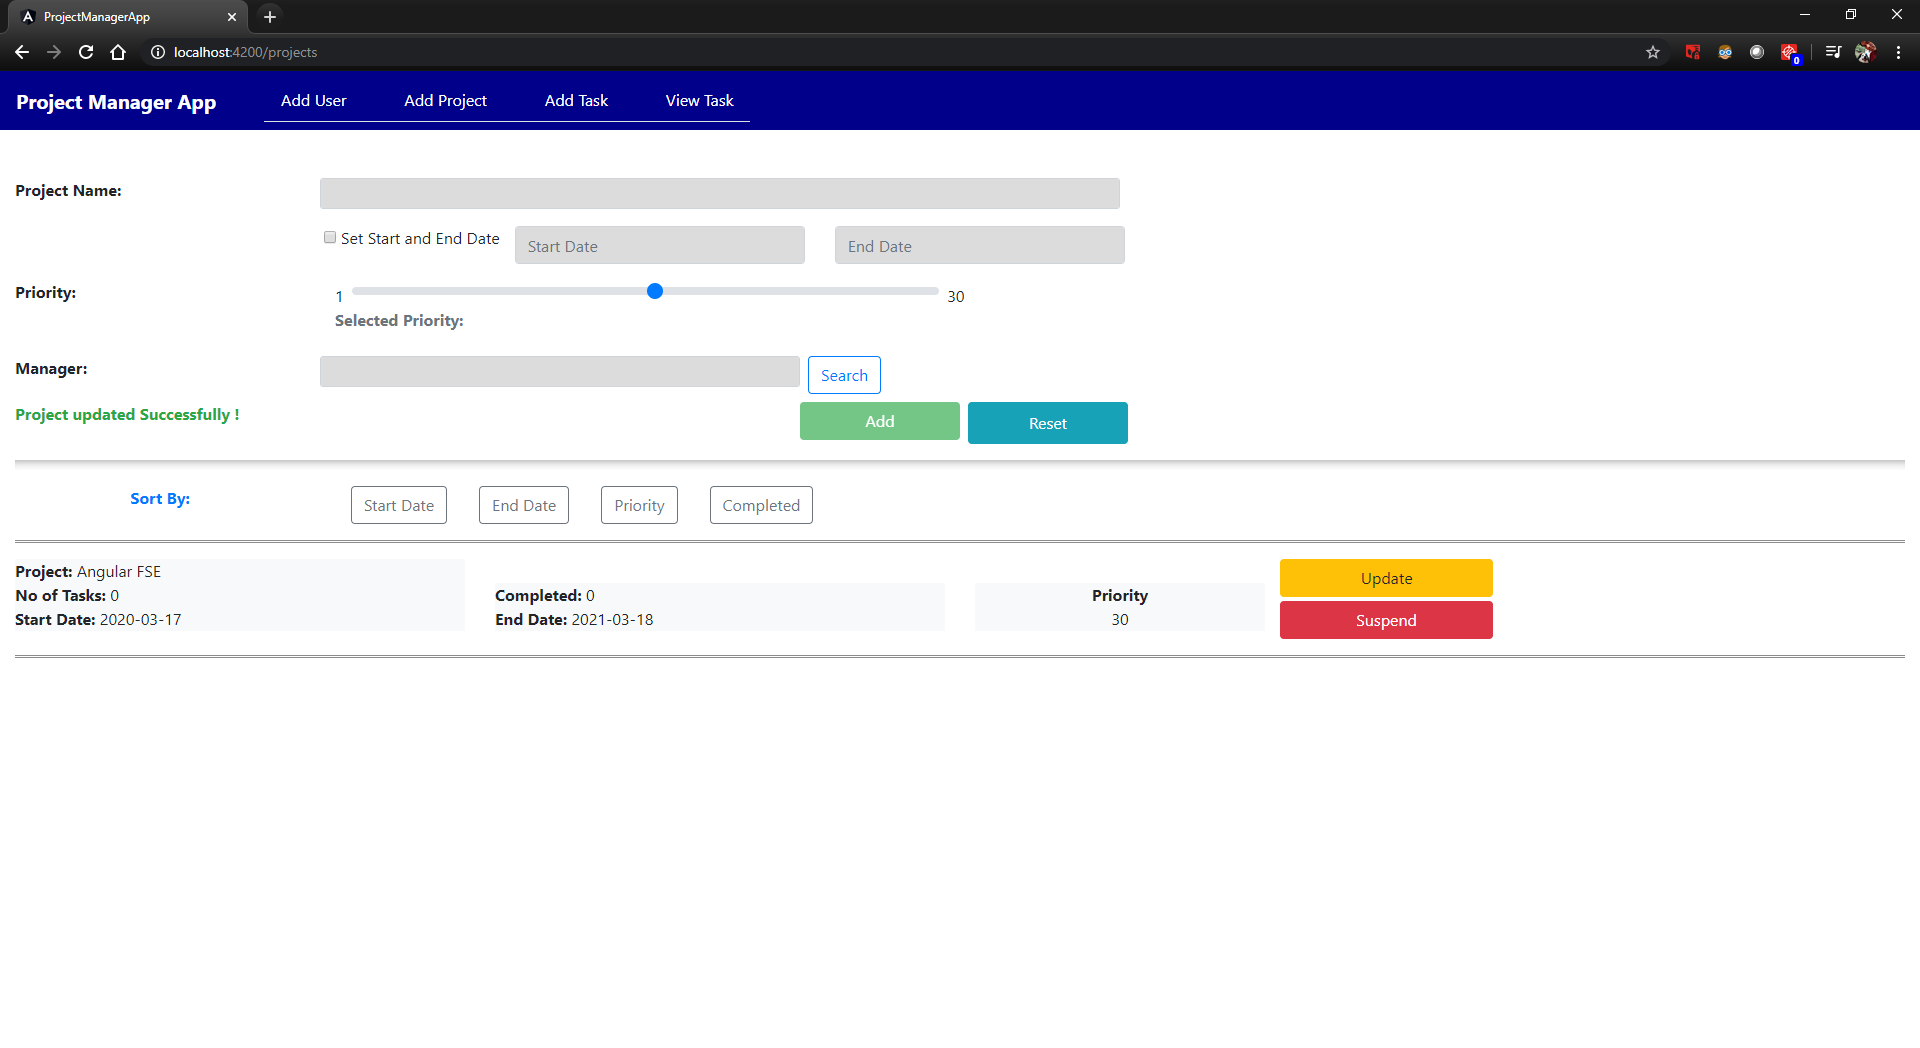 ProjectManagerApp
localhost:4200/projects
0
Project Manager App Add User Add Project Add Task View Task
Project Name:
Set Start and End Date Start Date End Date
Priority: 1 30
Selected Priority:
Manager: Search
Project updated Successfully ! Add Reset
Sort By: Start Date End Date Priority Completed
Project: Angular FSE Update
No of Tasks: 0 Completed: 0 Priority
Start Date: 2020-03-17 End Date: 2021-03-18 30 Suspend